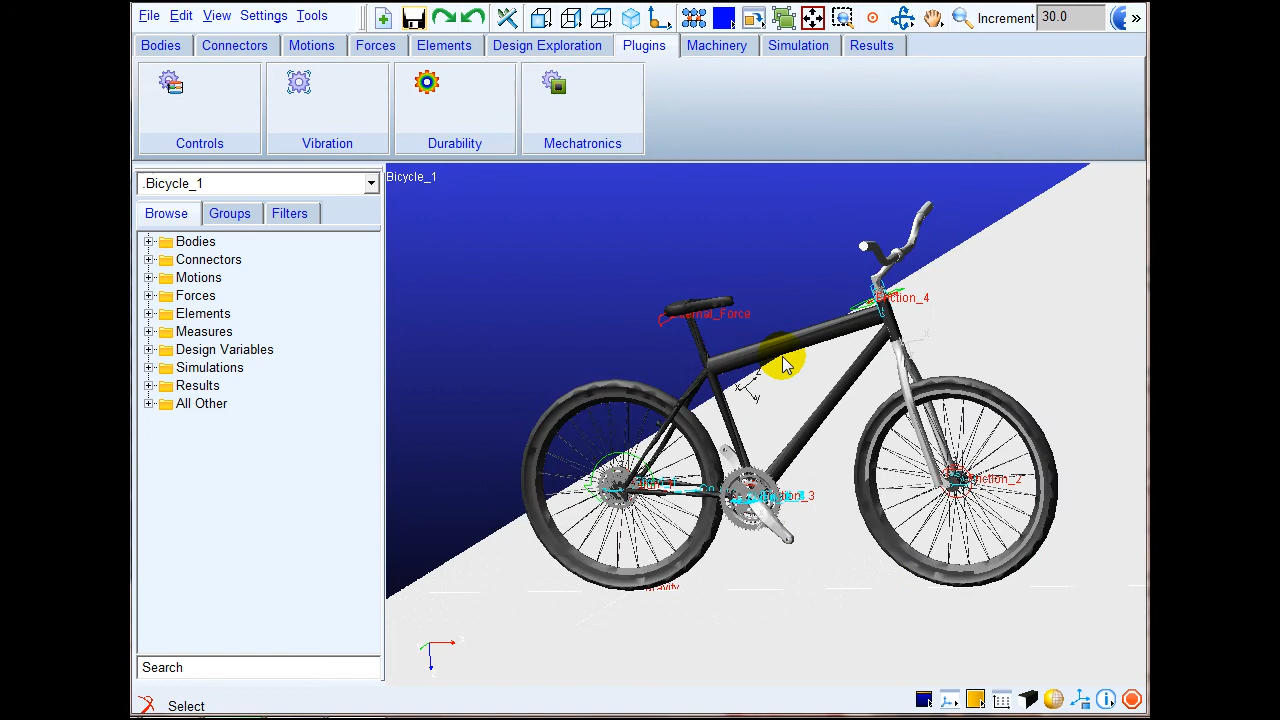 File Edit View Settings Tools Increment 30.0 »
Bodies Connectors Motions Forces Elements Design Exploration Plugins Machinery Simulation Results
Controls Vibration Durability Mechatronics
.Bicycle_1
Browse Groups Filters
Bodies
Connectors
Motions
Forces
Elements
Measures
Design Variables
Simulations
Results
All Other
Search
Select
Bicycle_1